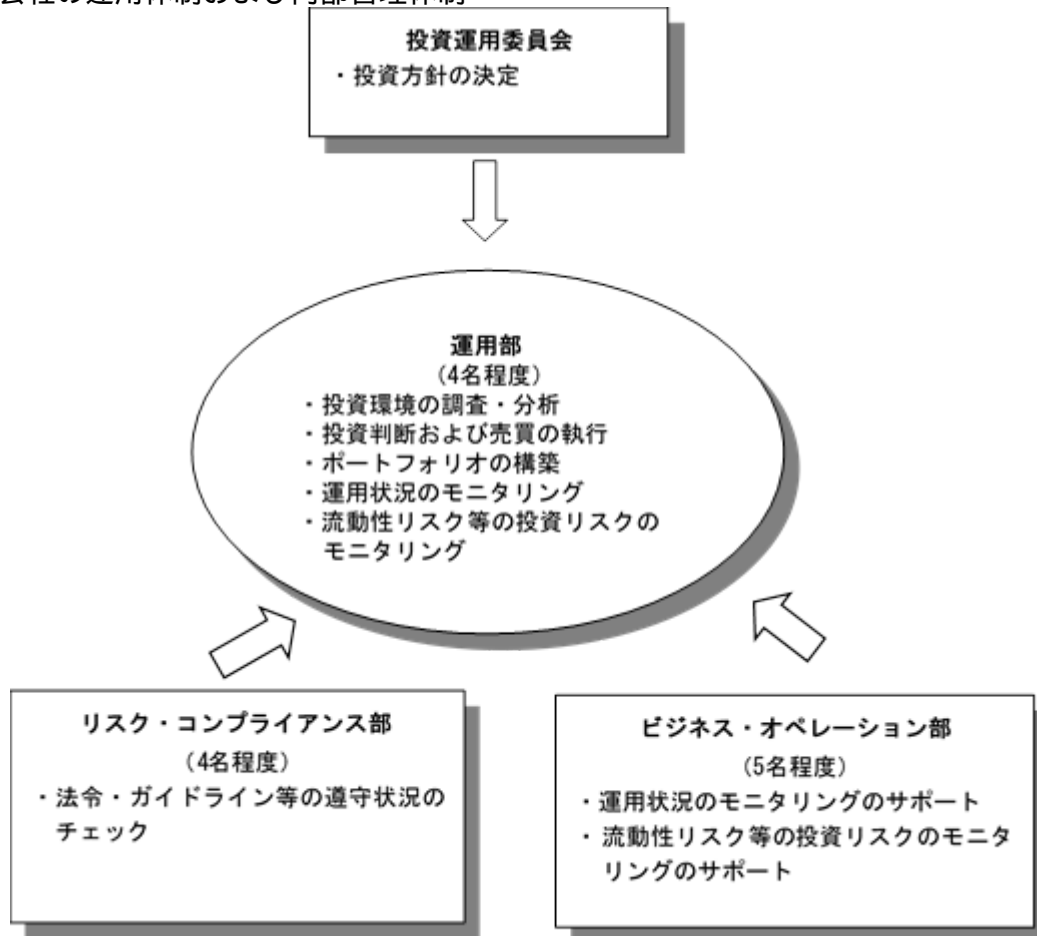 会社の運用体制および内部管理体制
投資運用委員会
・投資方針の決定
運用部
(4名程度)
・投資環境の調査・分析
・投資判断および売買の執行
・ポートフォリオの構築
・運用状況のモニタリング
・流動性リスク等の投資リスクの
モニタリング
リスク・コンプライアンス部
(4名程度)
・法令・ガイドライン等の遵守状況の
チェック
ビジネス・オペレーション部
(5名程度)
・運用状況のモニタリングのサポート
・流動性リスク等の投資リスクのモニタ
リングのサポート